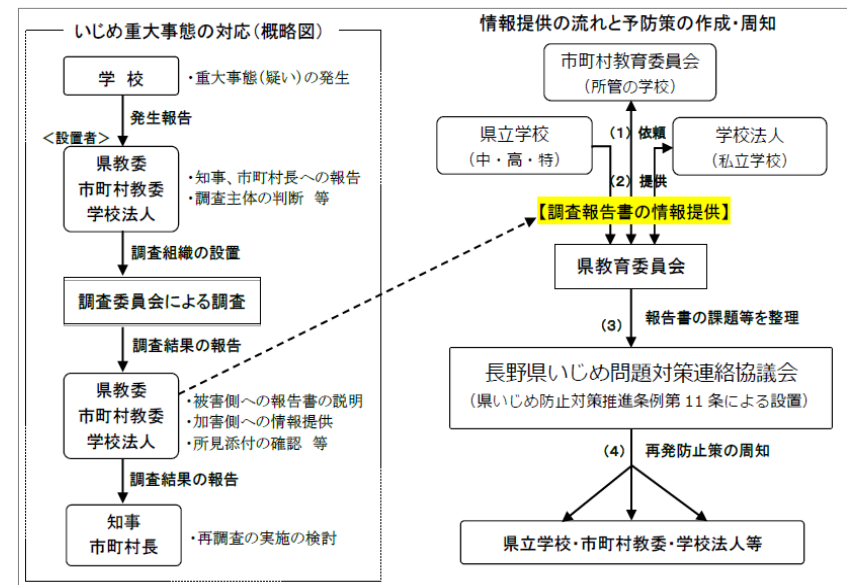 いじめ重大事態の対応(概略図)
学 校
・重大事態(疑い)の発生
発生報告
<設置者>
県教委
市町村教委
学校法人
・知事、市町村長への報告
・調査主体の判断 等
調査組織の設置
調査委員会による調査
調査結果の報告
県教委
市町村教委
学校法人
・被害側への報告書の説明
・加害側への情報提供
・所見添付の確認 等
調査結果の報告
知事
市町村長
・再調査の実施の検討
情報提供の流れと予防策の作成・周知
市町村教育委員会
(所管の学校)
県立学校
(中・高・特)
(1) 依頼
学校法人
(私立学校)
(2) 提供
【調査報告書の情報提供】
県教育委員会
(3)
報告書の課題等を整理
長野県いじめ問題対策連絡協議会
(県いじめ防止対策推進条例第 11 条による設置)
(4)
再発防止策の周知
県立学校・市町村教委・学校法人等